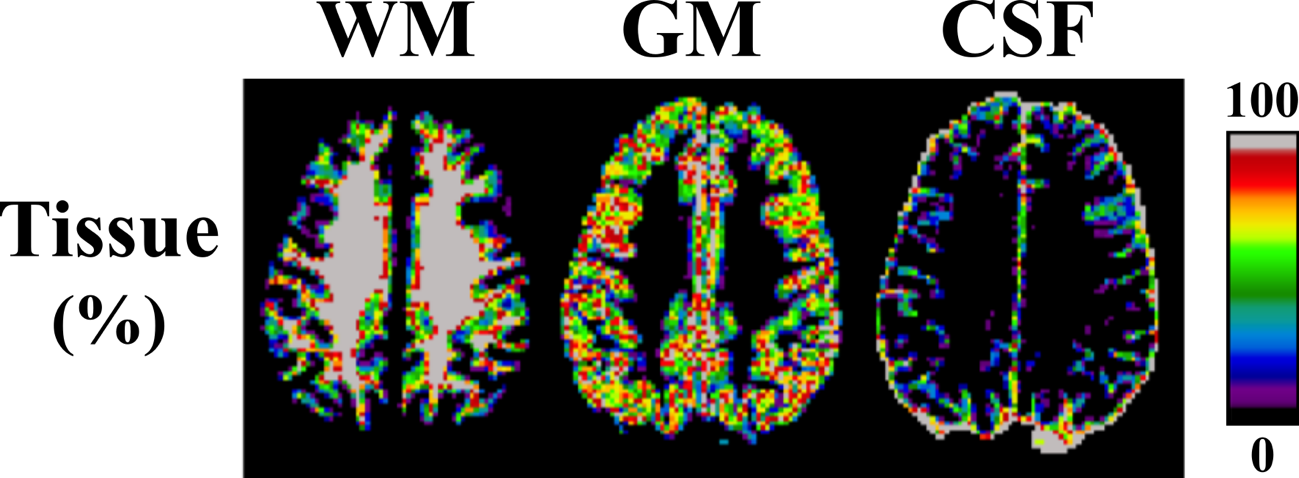 WM GM CSF
Tissue
(%)
100
0